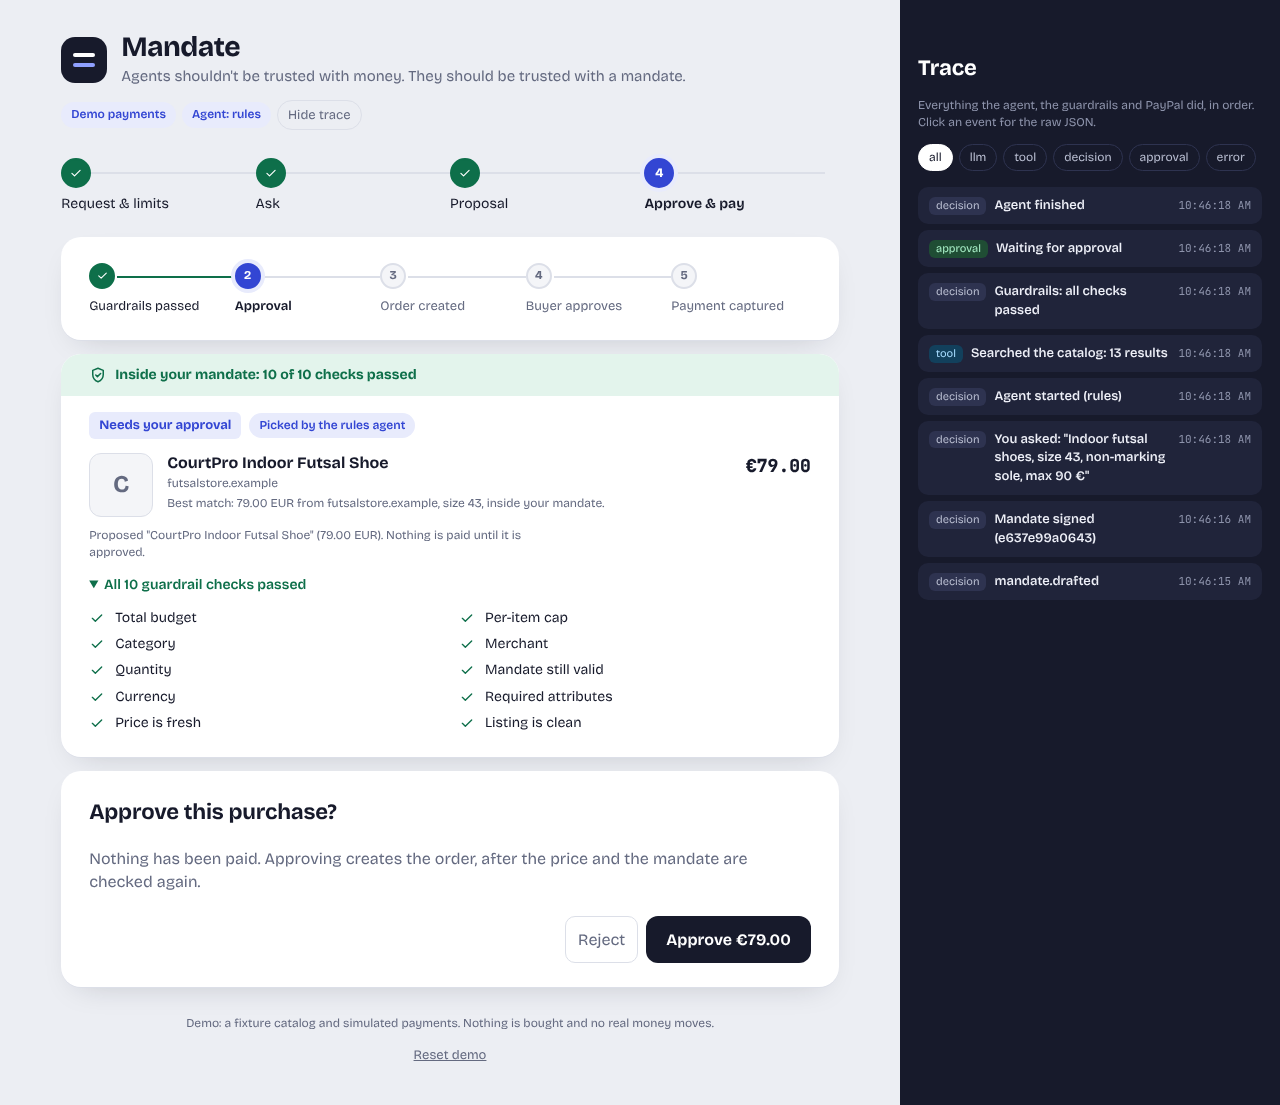 Mandate
Agents shouldn't be trusted with money. They should be trusted with a mandate.
Demo payments
Agent: rules
Hide trace
4
Request & limits
Ask
Proposal
Approve & pay
2
3
4
5
Guardrails passed
Approval
Order created
Buyer approves
Payment captured
Inside your mandate: 10 of 10 checks passed
Needs your approval
Picked by the rules agent
C
CourtPro Indoor Futsal Shoe
€79.00
futsalstore.example
Best match: 79.00 EUR from futsalstore.example, size 43, inside your mandate.
Proposed "CourtPro Indoor Futsal Shoe" (79.00 EUR). Nothing is paid until it is
approved.
All 10 guardrail checks passed
Total budget
Per-item cap
Category
Merchant
Quantity
Mandate still valid
Currency
Required attributes
Price is fresh
Listing is clean
Approve this purchase?
Nothing has been paid. Approving creates the order, after the price and the mandate are
checked again.
Reject
Approve €79.00
Demo: a fixture catalog and simulated payments. Nothing is bought and no real money moves.
Reset demo
Trace
Everything the agent, the guardrails and PayPal did, in order.
Click an event for the raw JSON.
all
llm
tool
decision
approval
error
decision Agent finished 10:46:18 AM
approval Waiting for approval 10:46:18 AM
decision Guardrails: all checks 10:46:18 AM
passed
tool Searched the catalog: 13 results 10:46:18 AM
decision Agent started (rules) 10:46:18 AM
decision You asked: "Indoor futsal 10:46:18 AM
shoes, size 43, non-marking
sole, max 90 €"
decision Mandate signed 10:46:16 AM
(e637e99a0643)
decision mandate.drafted 10:46:15 AM